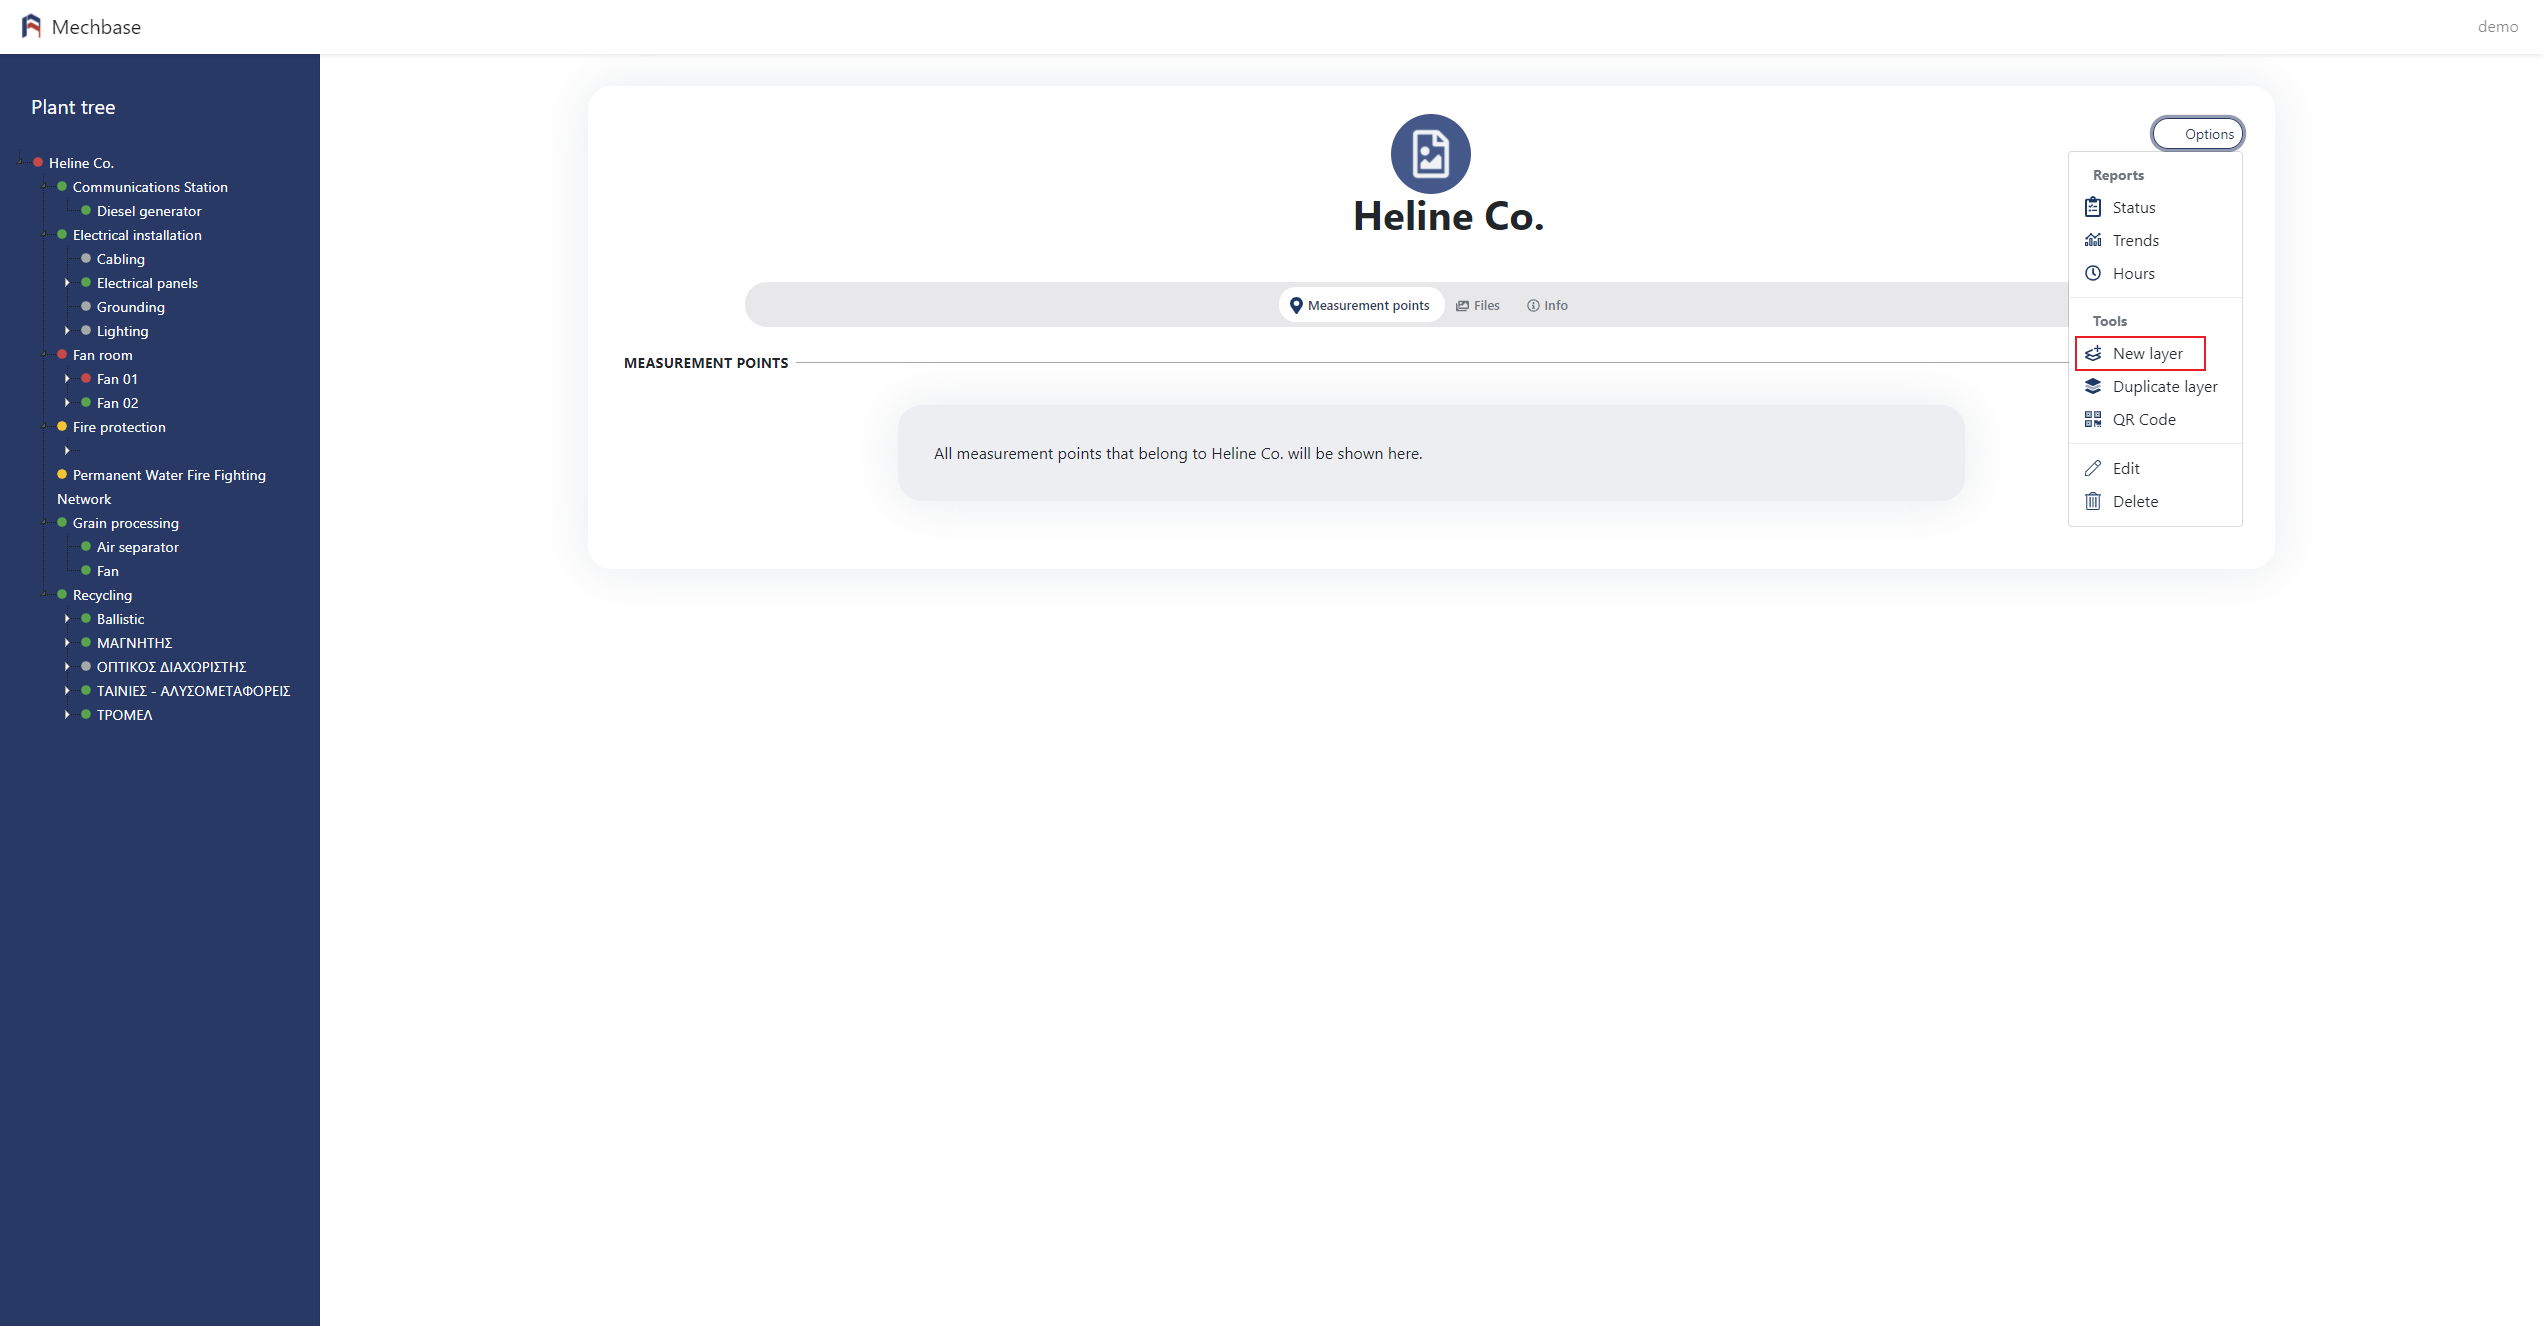 Mechbase
demo
Plant tree
Heline Co.
Communications Station
Diesel generator
Electrical installation
Cabling
Electrical panels
Grounding
Lighting
Fan room
Fan 01
Fan 02
Fire protection
Permanent Water Fire Fighting
Network
Grain processing
Air separator
Fan
Recycling
Ballistic
ΜΑΓΝΗΤΗΣ
ΟΠΤΙΚΟΣ ΔΙΑΧΩΡΙΣΤΗΣ
ΤΑΙΝΙΕΣ - ΑΛΥΣΟΜΕΤΑΦΟΡΕΙΣ
ΤΡΟΜΕΛ
Heline Co.
Measurement points
Files
Info
MEASUREMENT POINTS
All measurement points that belong to Heline Co. will be shown here.
Options
Reports
Status
Trends
Hours
Tools
New layer
Duplicate layer
QR Code
Edit
Delete